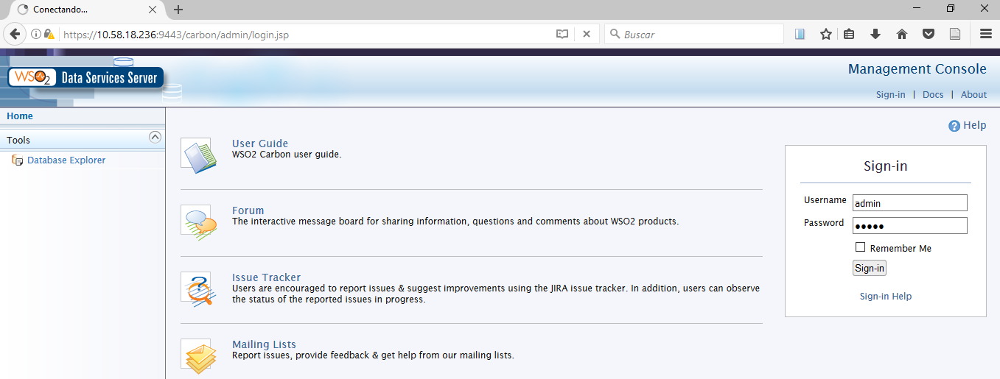 Conectando...
https://10.58.18.236:9443/carbon/admin/login.jsp
Buscar
WSO2 Data Services Server
Management Console
Sign-in | Docs | About
Home
Tools
Database Explorer
Help
User Guide
WSO2 Carbon user guide.
Forum
The interactive message board for sharing information, questions and comments about WSO2 products.
Issue Tracker
Users are encouraged to report issues & suggest improvements using the JIRA issue tracker. In addition, users can observe
the status of the reported issues in progress.
Mailing Lists
Report issues, provide feedback & get help from our mailing lists.
Sign-in
Username admin
Password •••••
Remember Me
Sign-in
Sign-in Help